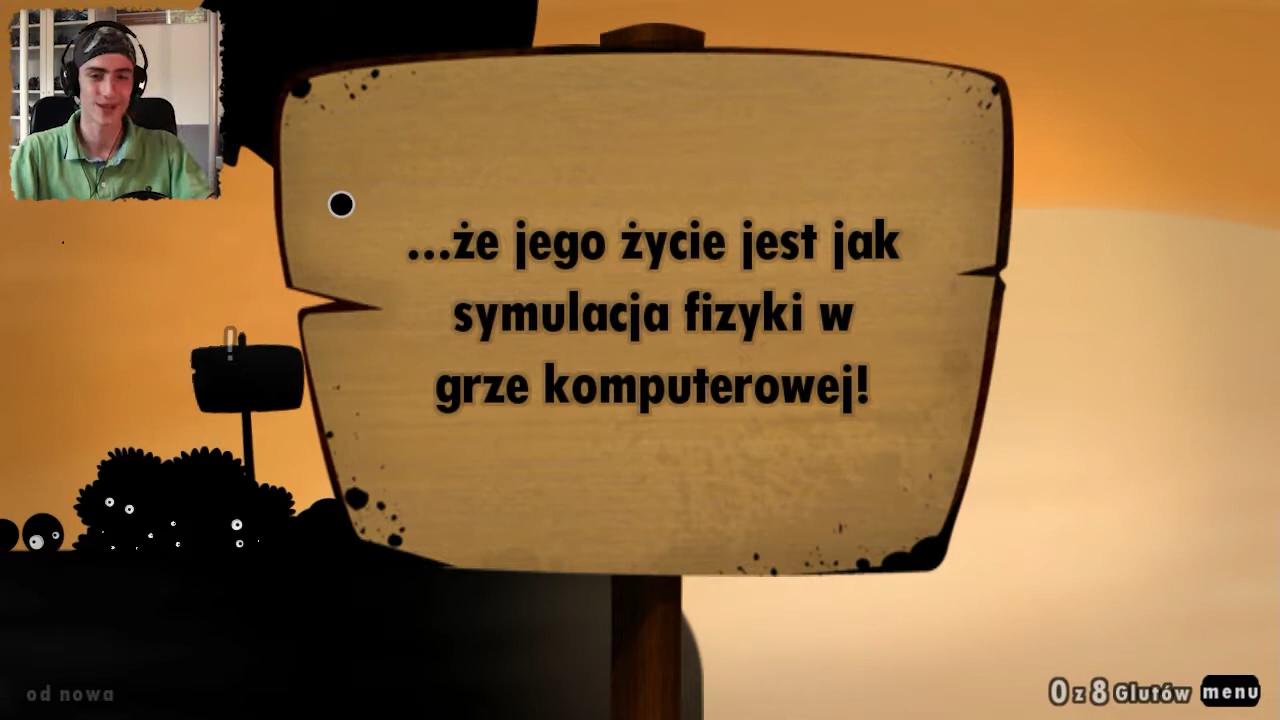 ...że jego życie jest jak
symulacja fizyki w
grze komputerowej!
!
od nowa
0 z 8 Glutów menu